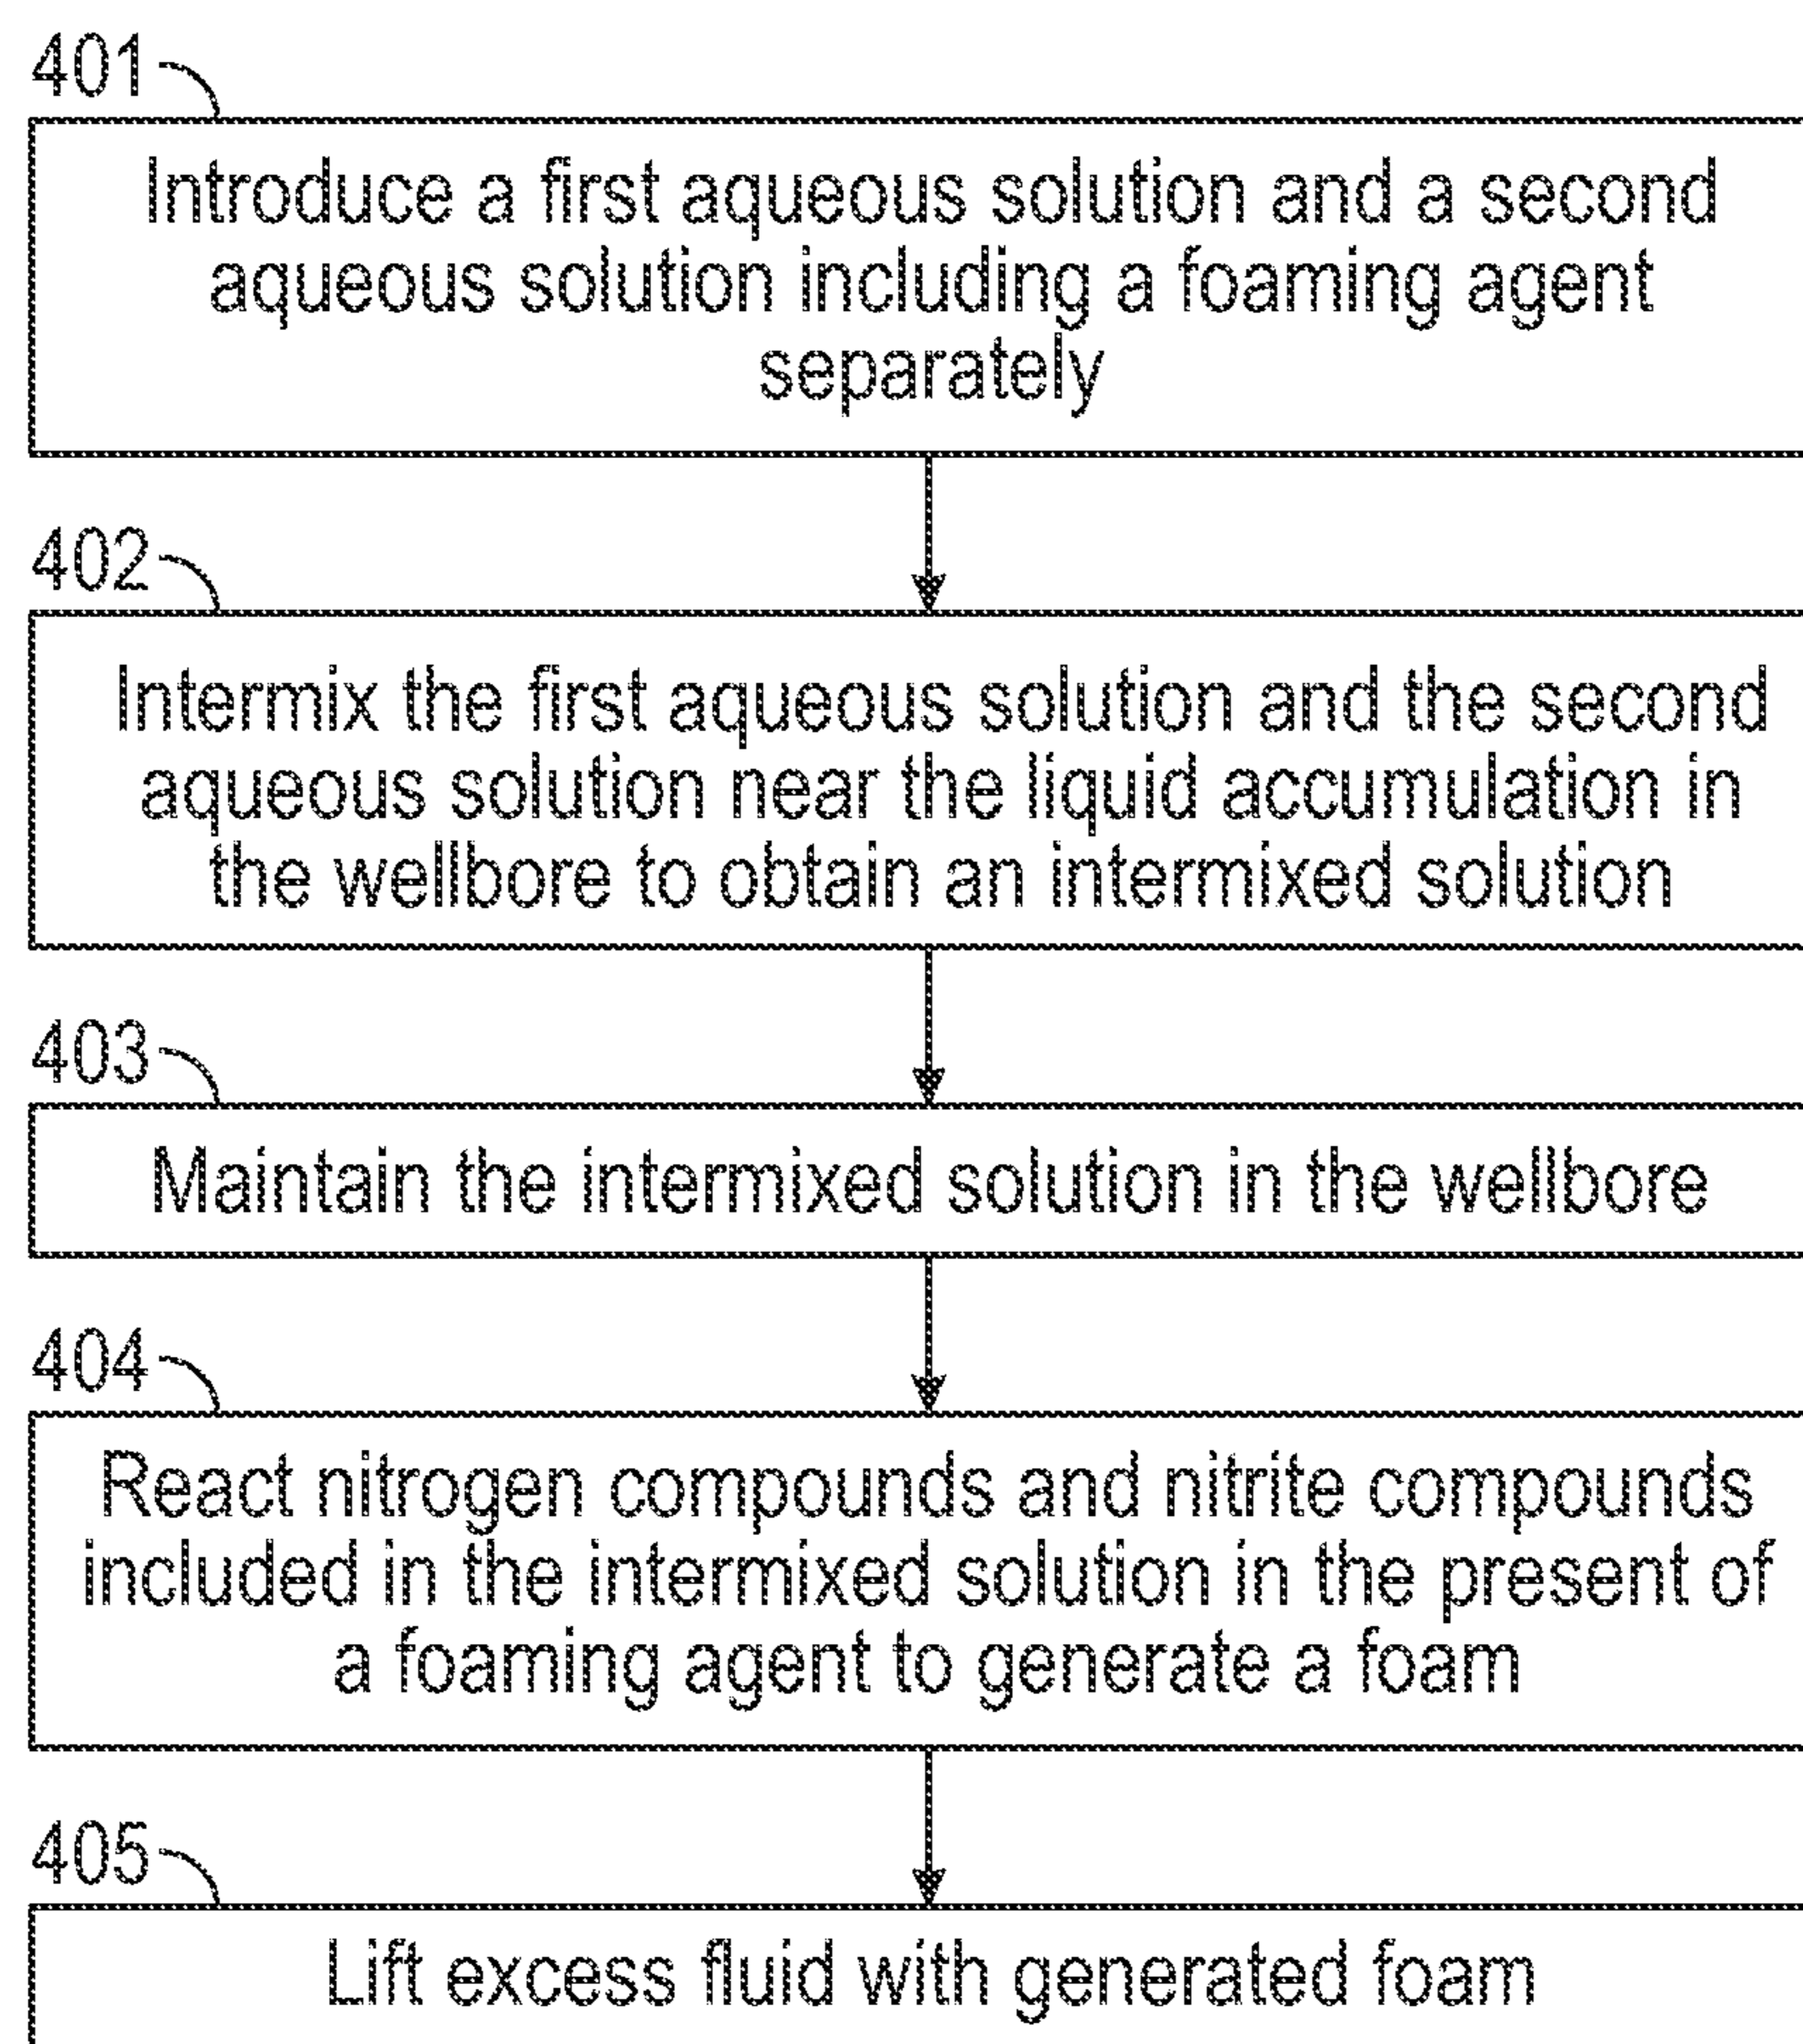 401
Introduce a first aqueous solution and a second
aqueous solution including a foaming agent
separately
402
Intermix the first aqueous solution and the second
aqueous solution near the liquid accumulation in
the wellbore to obtain an intermixed solution
403
Maintain the intermixed solution in the wellbore
404
React nitrogen compounds and nitrite compounds
included in the intermixed solution in the present of
a foaming agent to generate a foam
405
Lift excess fluid with generated foam